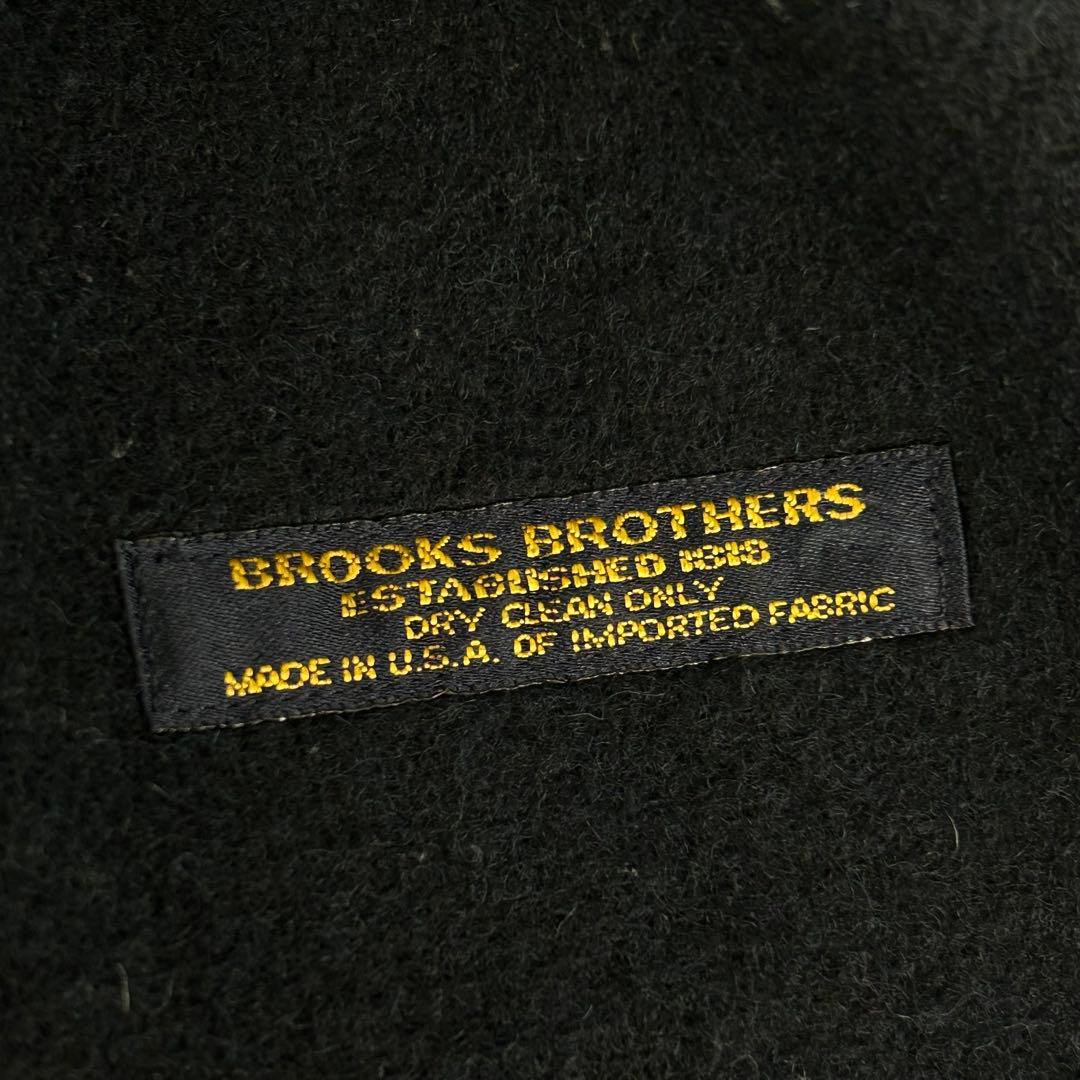 BROOKS BROTHERS
ESTABLISHED 1818
DRY CLEAN ONLY
MADE IN U.S.A. OF IMPORTED FABRIC